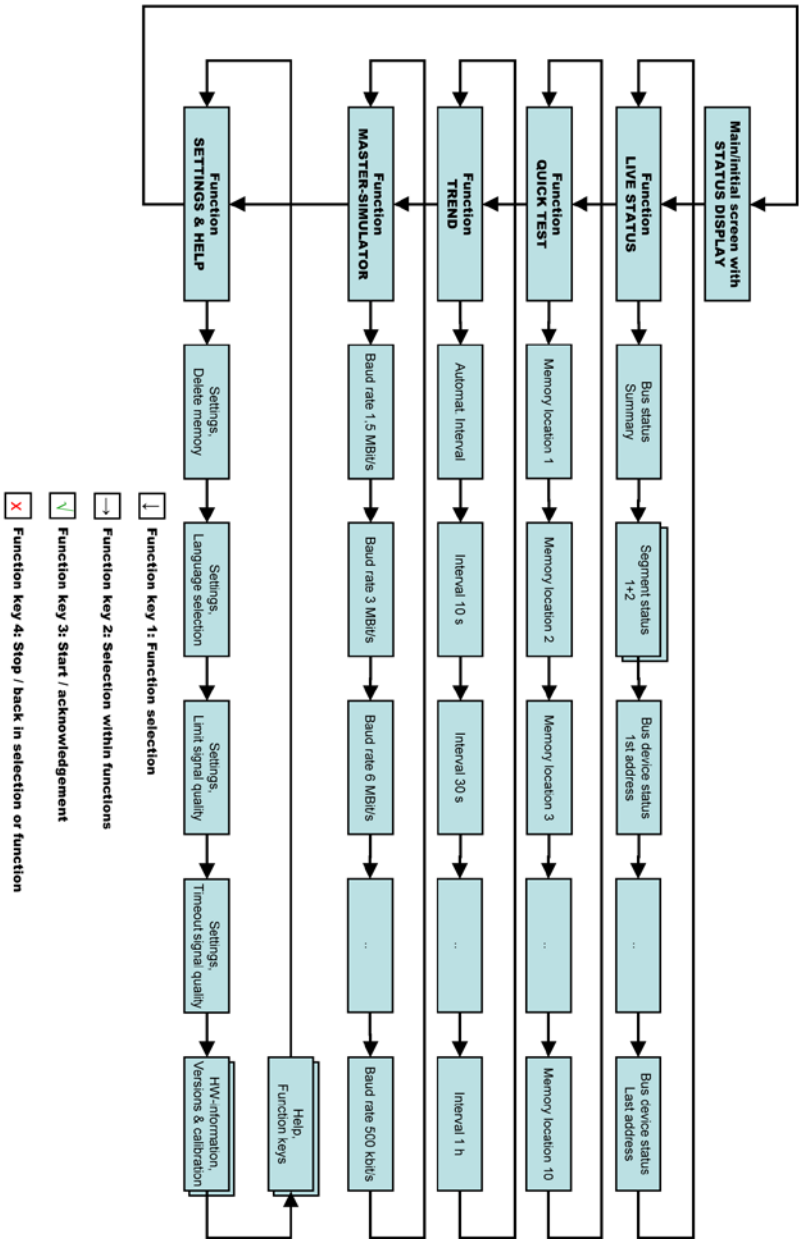 Main/initial screen with
STATUS DISPLAY
Function
LIVE STATUS
Bus status
Summary
Segment status
1+2
Bus device status
1st address
..
Bus device status
Last address
Function
QUICK TEST
Memory location 1
Memory location 2
Memory location 3
..
Memory location 10
Function
TREND
Automat. Interval
Interval 10 s
Interval 30 s
..
Interval 1 h
Function
MASTER-SIMULATOR
Baud rate 1,5 MBit/s
Baud rate 3 MBit/s
Baud rate 6 MBit/s
..
Baud rate 500 kbit/s
Help,
Function keys
Function
SETTINGS & HELP
Settings,
Delete memory
Settings,
Language selection
Settings,
Limit signal quality
Settings,
Timeout signal quality
HW-information,
Versions & calibration
↓ Function key 1: Function selection
→ Function key 2: Selection within functions
√ Function key 3: Start / acknowledgement
x Function key 4: Stop / back in selection or function